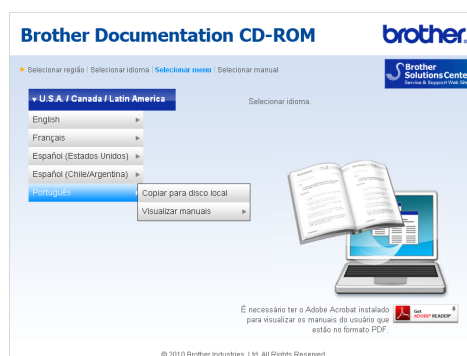 Brother Documentation CD-ROM
brother
Selecionar região | Selecionar idioma | Selecionar menu | Selecionar manual
Brother
Solutions Center
Service & Support Web Site
U.S.A. / Canada / Latin America
Selecionar idioma.
English
Français
Español (Estados Unidos)
Español (Chile/Argentina)
Português
Copiar para disco local
Visualizar manuais
É necessário ter o Adobe Acrobat instalado
para visualizar os manuais do usuário que
estão no formato PDF.
Get
ADOBE® READER®
© 2010 Brother Industries, Ltd. All Rights Reserved.